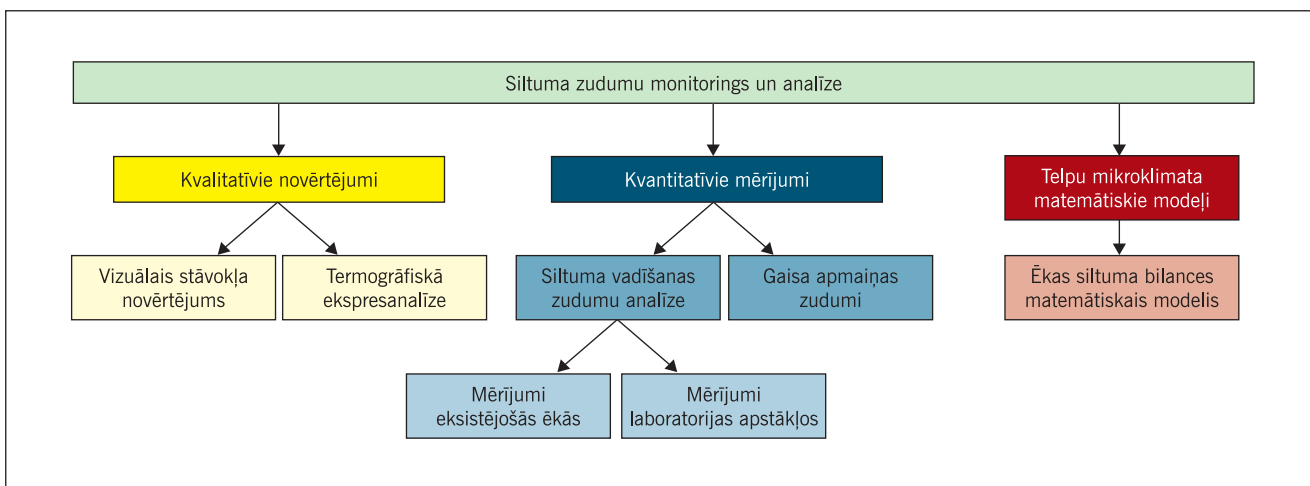 Siltuma zudumu monitorings un analīze
Kvalitatīvie novērtējumi
Kvantitatīvie mērījumi
Telpu mikroklimata
matemātiskie modeļi
Vizuālais stāvokļa
novērtējums
Termogrāfiskā
ekspresanalīze
Siltuma vadīšanas
zudumu analīze
Gaisa apmaiņas
zudumi
Ēkas siltuma bilances
matemātiskais modelis
Mērījumi
eksistējošās ēkās
Mērījumi
laboratorijas apstākļos